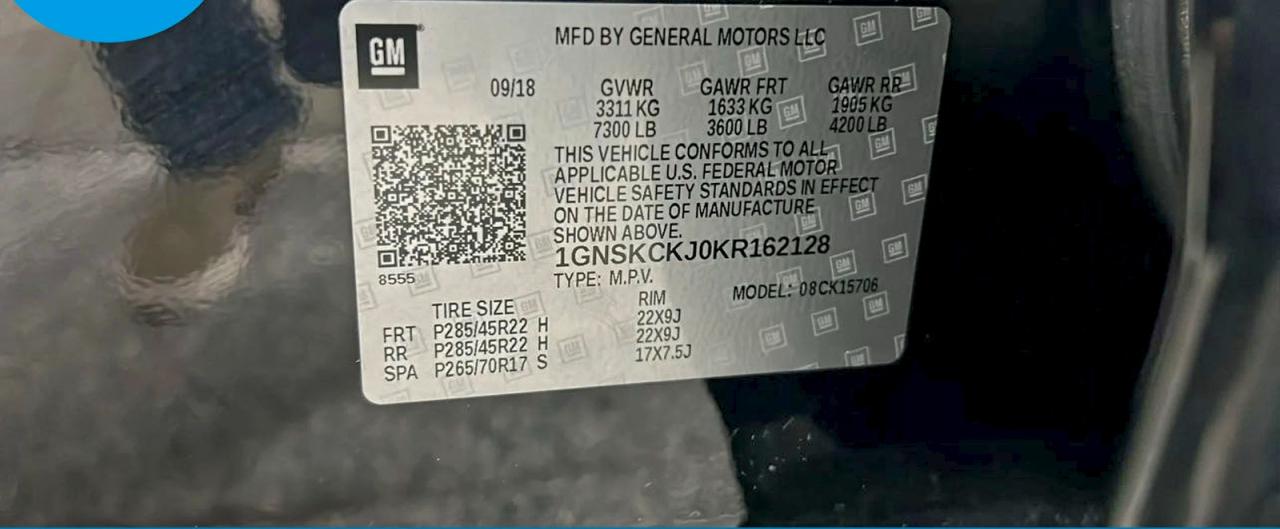 GM
MFD BY GENERAL MOTORS LLC
09/18 GVWR GAWR FRT GAWR RR
3311 KG 1633 KG 1905 KG
7300 LB 3600 LB 4200 LB
THIS VEHICLE CONFORMS TO ALL
APPLICABLE U.S. FEDERAL MOTOR
VEHICLE SAFETY STANDARDS IN EFFECT
ON THE DATE OF MANUFACTURE
SHOWN ABOVE.
1GNSKCKJ0KR162128
8555
TYPE: M.P.V. MODEL: 08CK15706
TIRE SIZE RIM
FRT P285/45R22 H 22X9J
RR P285/45R22 H 22X9J
SPA P265/70R17 S 17X7.5J